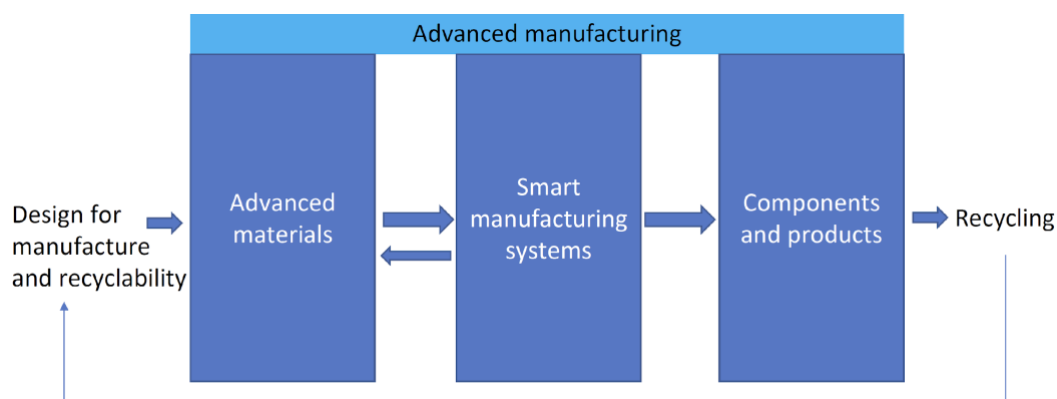 Advanced manufacturing
Design for
manufacture
and recyclability
Advanced
materials
Smart
manufacturing
systems
Components
and products
Recycling